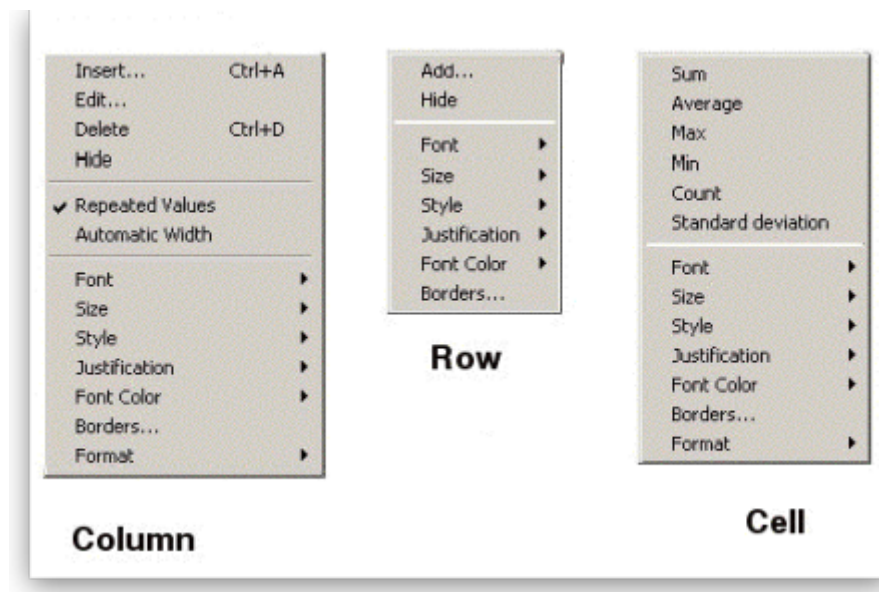 Insert... Ctrl+A
Edit...
Delete Ctrl+D
Hide
Repeated Values
Automatic Width
Font
Size
Style
Justification
Font Color
Borders...
Format
Column
Add...
Hide
Font
Size
Style
Justification
Font Color
Borders...
Row
Sum
Average
Max
Min
Count
Standard deviation
Font
Size
Style
Justification
Font Color
Borders...
Format
Cell